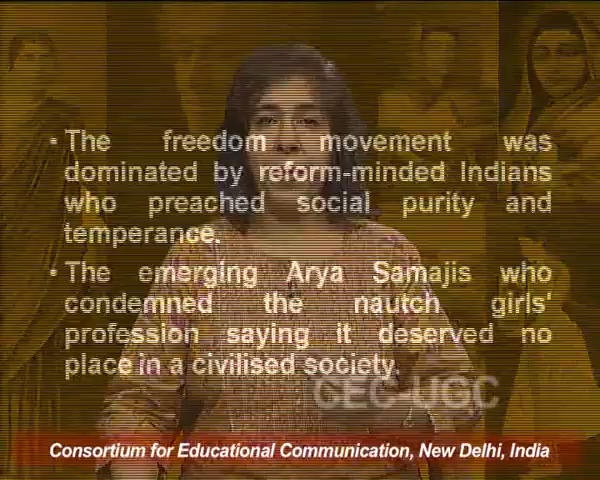 • The freedom movement was
dominated by reform-minded Indians
who preached social purity and
temperance.
• The emerging Arya Samajis who
condemned the nautch girls'
profession saying it deserved no
place in a civilised society.
CEC-UGC
Consortium for Educational Communication, New Delhi, India